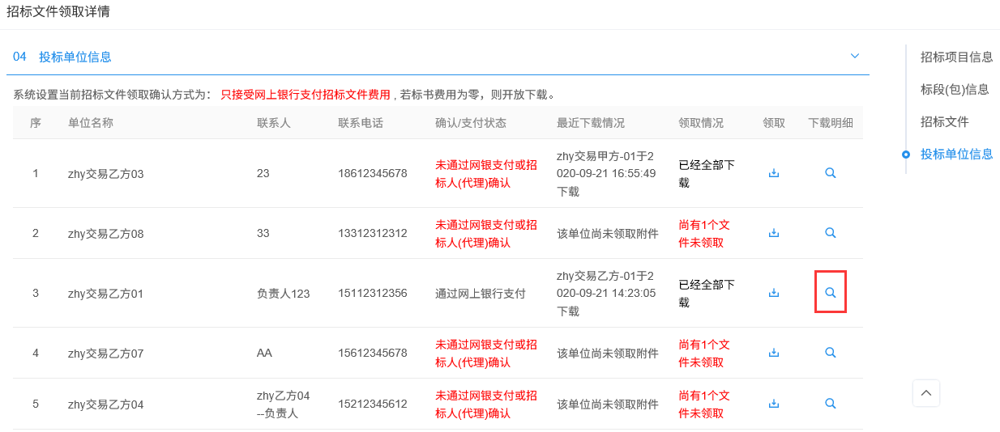 招标文件领取详情
04 投标单位信息
系统设置当前招标文件领取确认方式为： 只接受网上银行支付招标文件费用 , 若标书费用为零，则开放下载。
序 单位名称 联系人 联系电话 确认/支付状态 最近下载情况 领取情况 领取 下载明细
1 zhy交易乙方03 23 18612345678 未通过网银支付或招
标人(代理)确认
zhy交易甲方-01于2
020-09-21 16:55:49
下载
已经全部下
载
2 zhy交易乙方08 33 13312312312 未通过网银支付或招
标人(代理)确认
该单位尚未领取附件
尚有1个文
件未领取
3 zhy交易乙方01 负责人123 15112312356 通过网上银行支付
zhy交易乙方-01于2
020-09-21 14:23:05
下载
已经全部下
载
4 zhy交易乙方07 AA 15612345678 未通过网银支付或招
标人(代理)确认
该单位尚未领取附件
尚有1个文
件未领取
5 zhy交易乙方04
zhy乙方04
--负责人
15212345612
未通过网银支付或招
标人(代理)确认
该单位尚未领取附件
尚有1个文
件未领取
招标项目信息
标段(包)信息
招标文件
投标单位信息